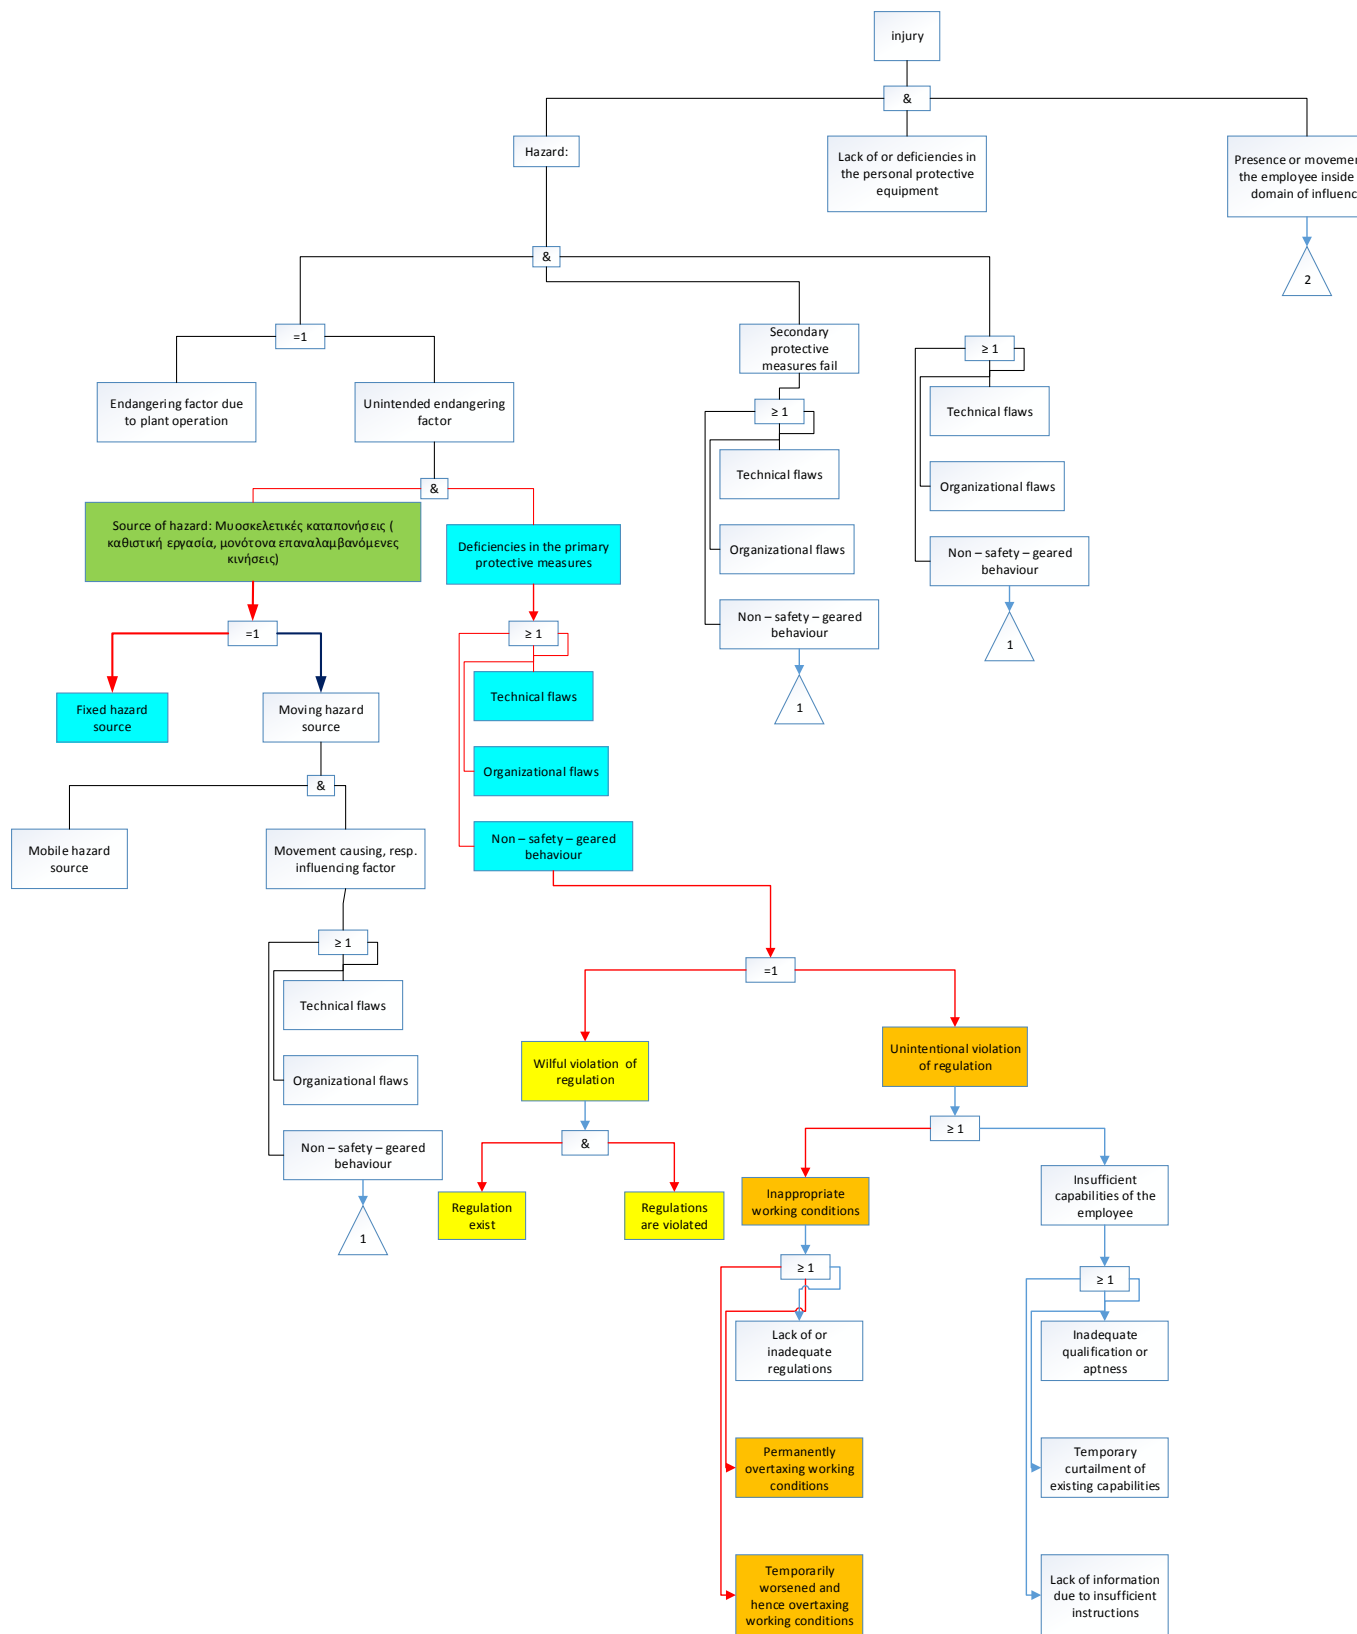 injury
&
Hazard:
Lack of or deficiencies in
the personal protective
equipment
Presence or moveme
the employee inside
domain of influenc
2
&
=1
Endangering factor due
to plant operation
Unintended endangering
factor
Secondary
protective
measures fail
≥ 1
Technical flaws
Organizational flaws
Non – safety – geared
behaviour
1
≥ 1
Technical flaws
Organizational flaws
Non – safety – geared
behaviour
1
&
Source of hazard: Μυοσκελετικές καταπονήσεις (
καθιστική εργασία, μονότονα επαναλαμβανόμενες
κινήσεις)
Deficiencies in the primary
protective measures
=1
Fixed hazard
source
Moving hazard
source
≥ 1
Technical flaws
Organizational flaws
Non – safety – geared
behaviour
&
Mobile hazard
source
Movement causing, resp.
influencing factor
≥ 1
Technical flaws
Organizational flaws
Non – safety – geared
behaviour
1
=1
Wilful violation of
regulation
Unintentional violation
of regulation
&
Regulation
exist
Regulations
are violated
≥ 1
Inappropriate
working conditions
Insufficient
capabilities of the
employee
≥ 1
Lack of or
inadequate
regulations
Permanently
overtaxing working
conditions
Temporarily
worsened and
hence overtaxing
working conditions
≥ 1
Inadequate
qualification or
aptness
Temporary
curtailment of
existing capabilities
Lack of information
due to insufficient
instructions